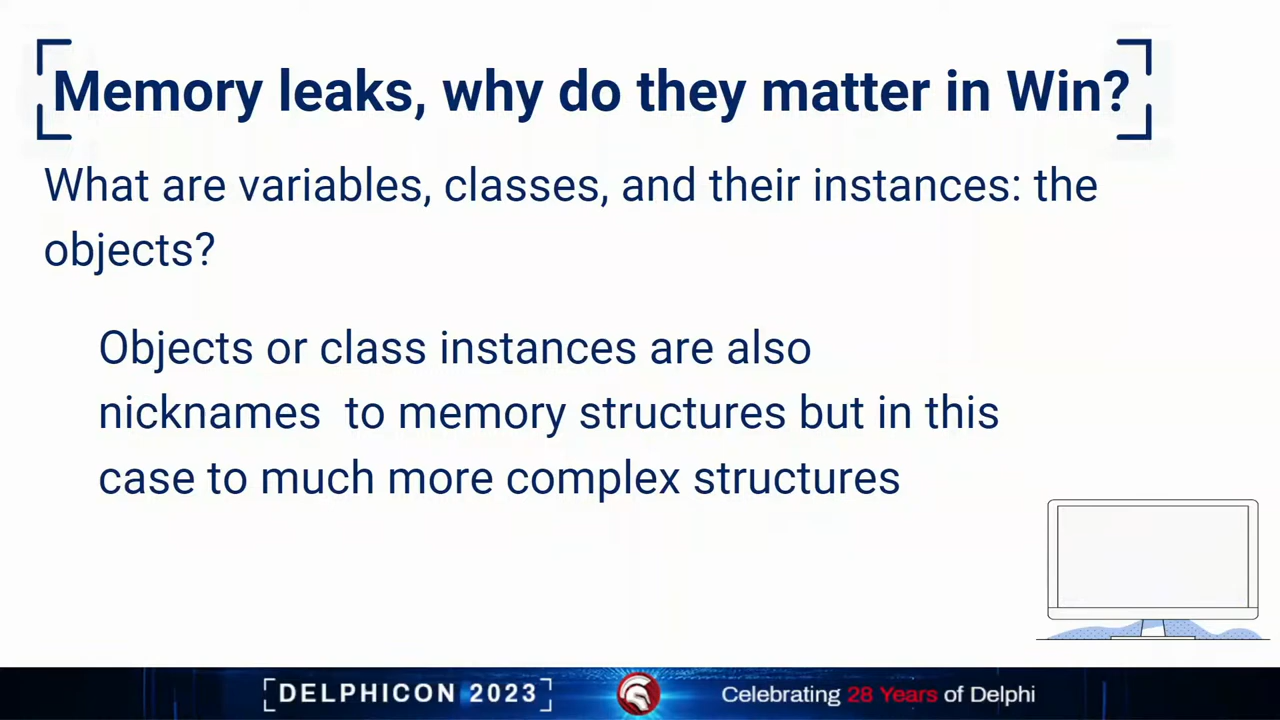 Memory leaks, why do they matter in Win?
What are variables, classes, and their instances: the
objects?
Objects or class instances are also
nicknames  to memory structures but in this
case to much more complex structures
[DELPHICON 2023]
Celebrating 28 Years of Delphi